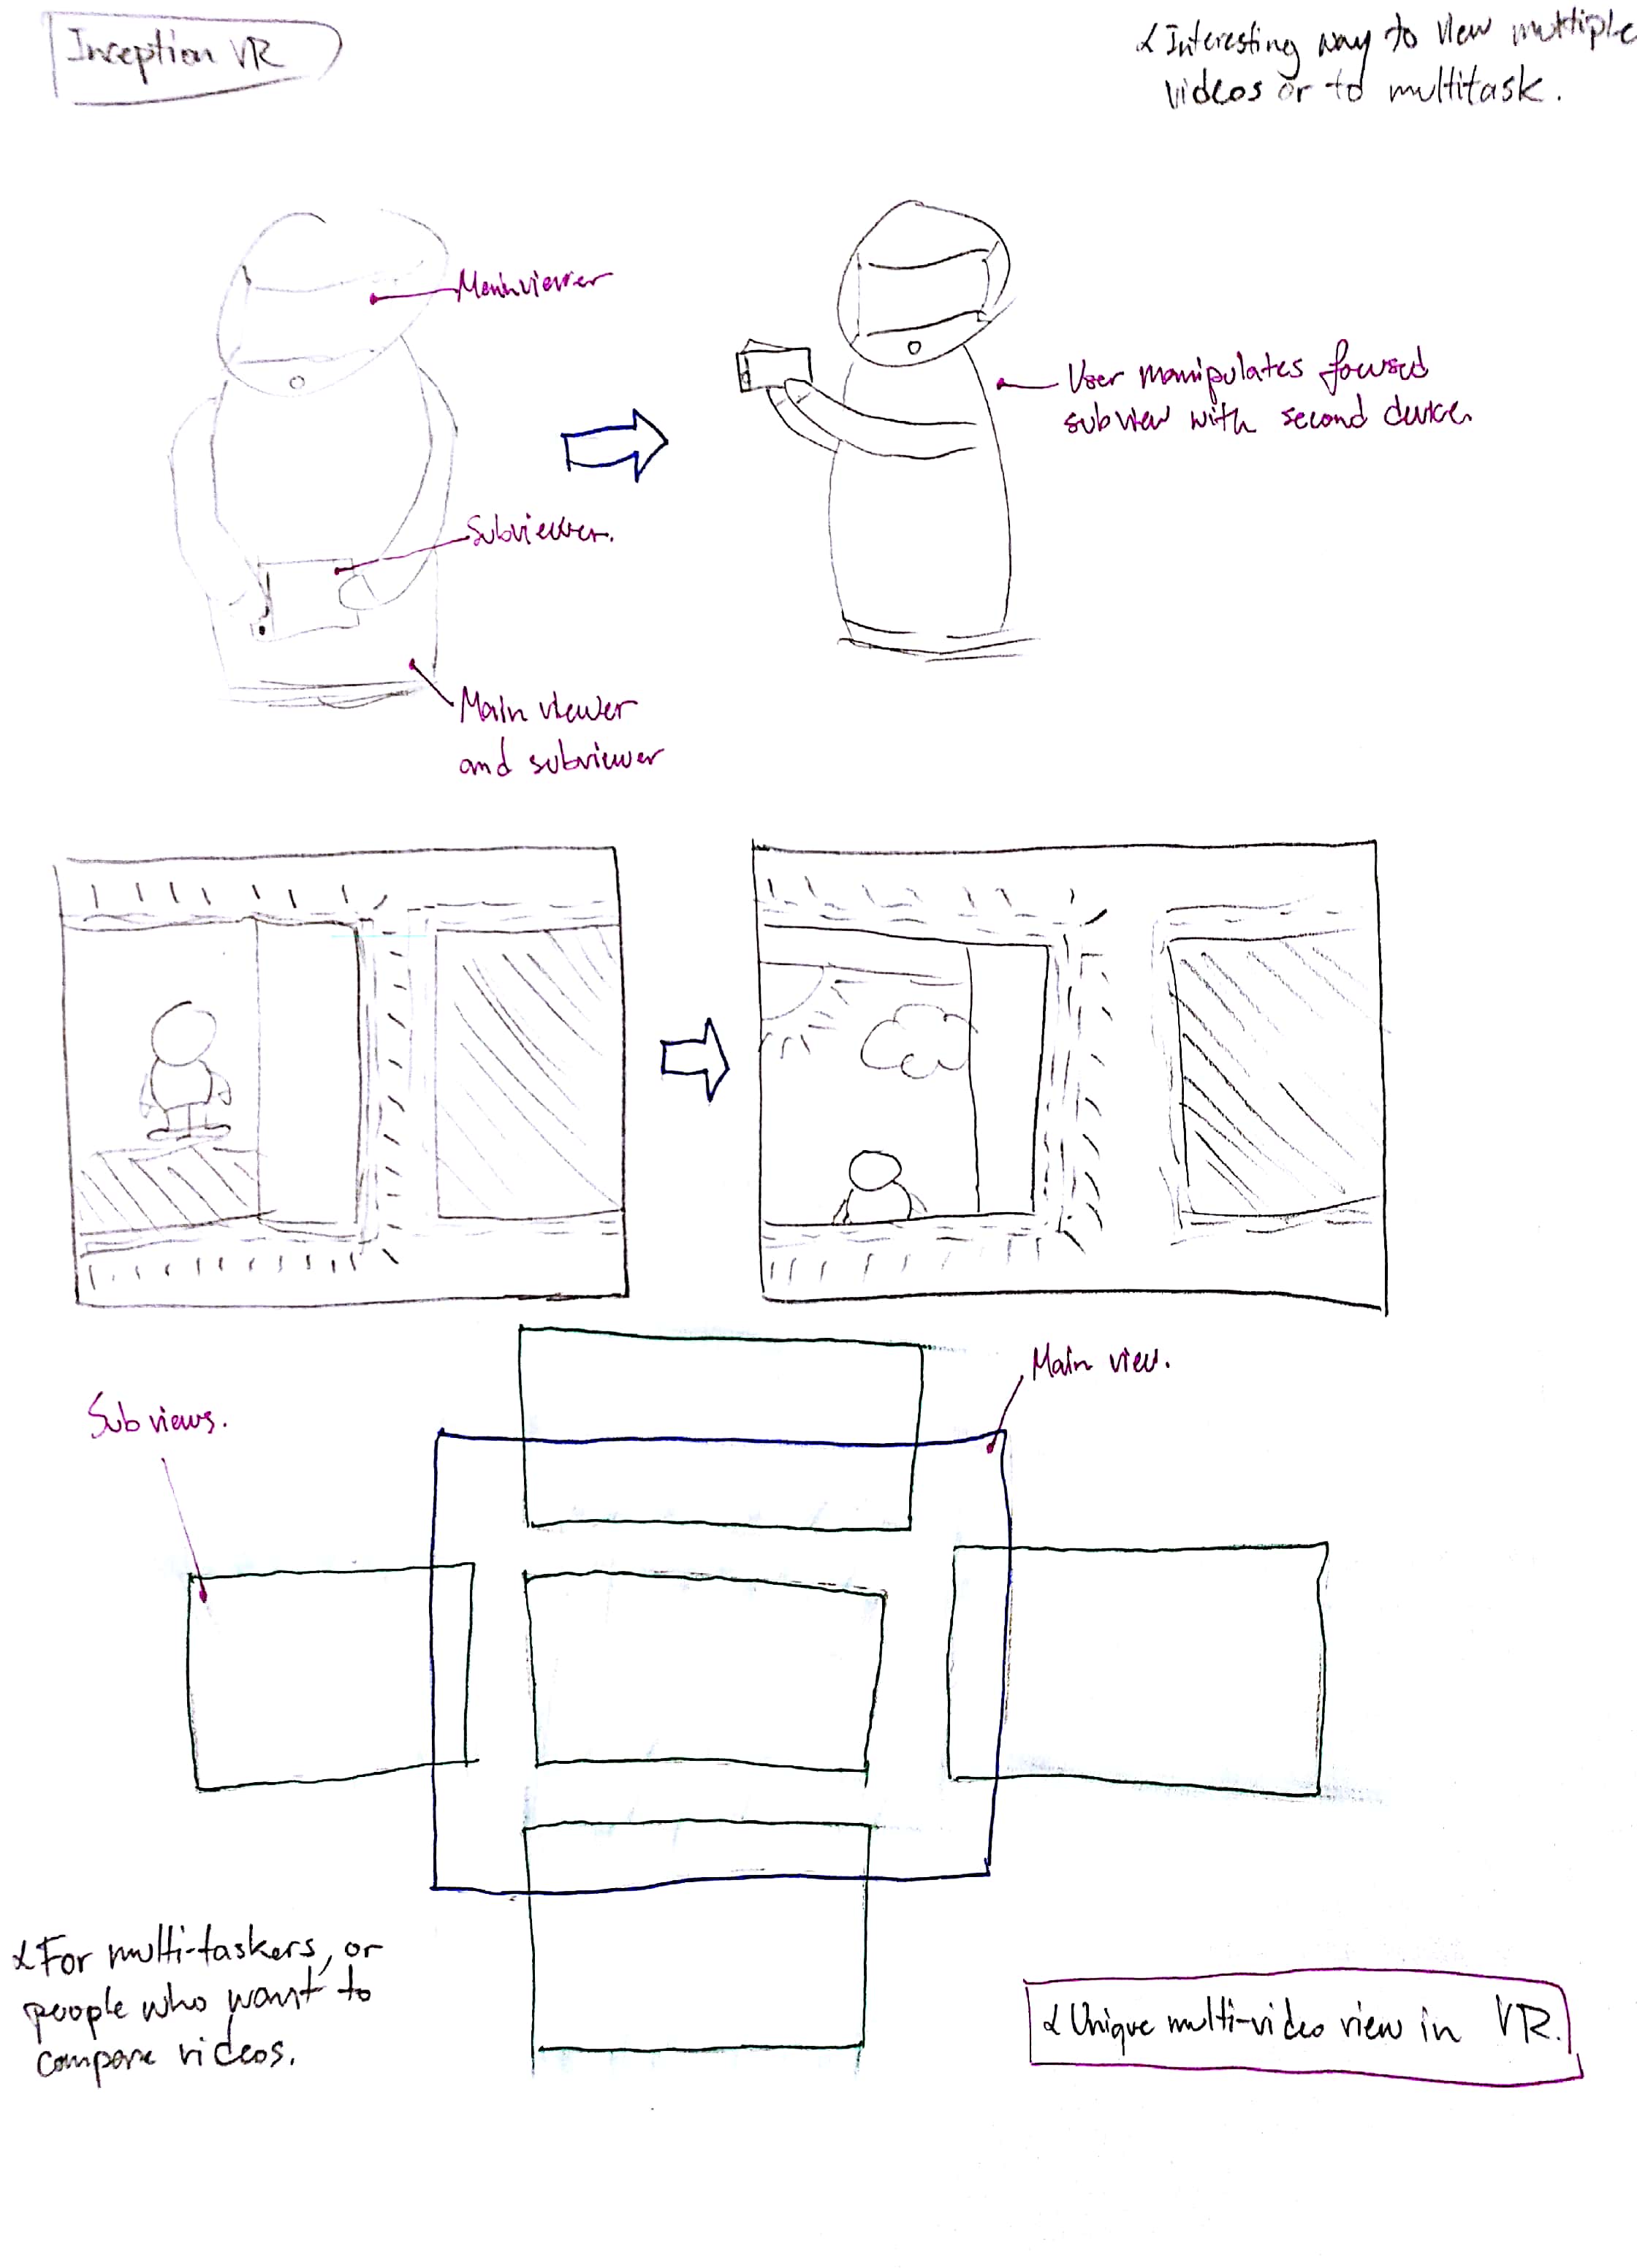 Inception VR
∝ Interesting way to view multiple
videos or to multitask.
Main viewer
User manipulates focused
subview with second device.
Subviewer.
Main viewer
and subviewer
Main view.
Sub views.
∝ For multi-taskers, or
people who want to
compare videos.
∝ Unique multi-video view in VR.